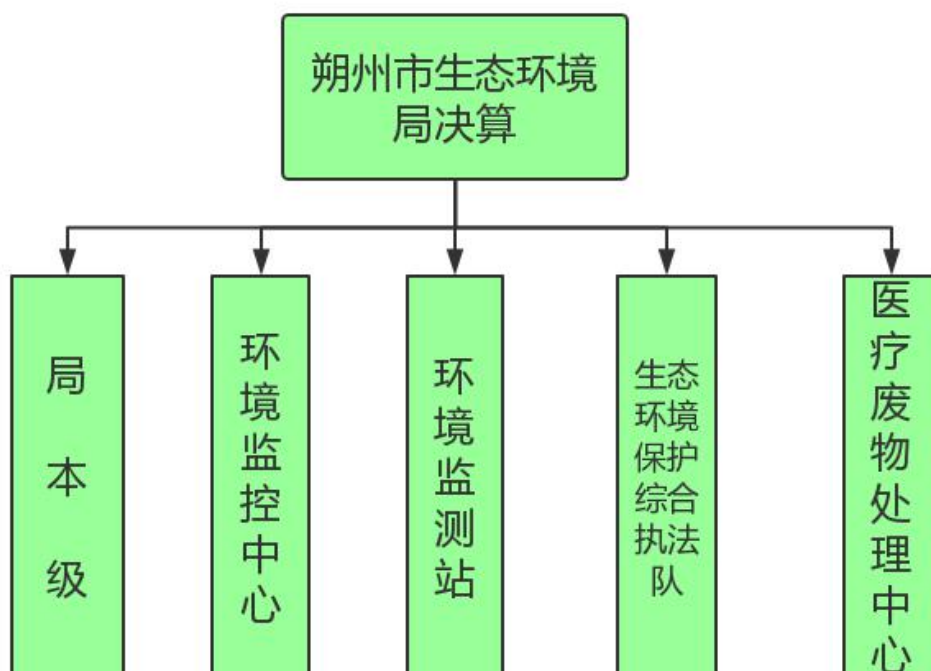 朔州市生态环境
局决算
局本级
环境监控中心
环境监测站
生态
环境
保护
综合
执法
队
医疗废物处理中心